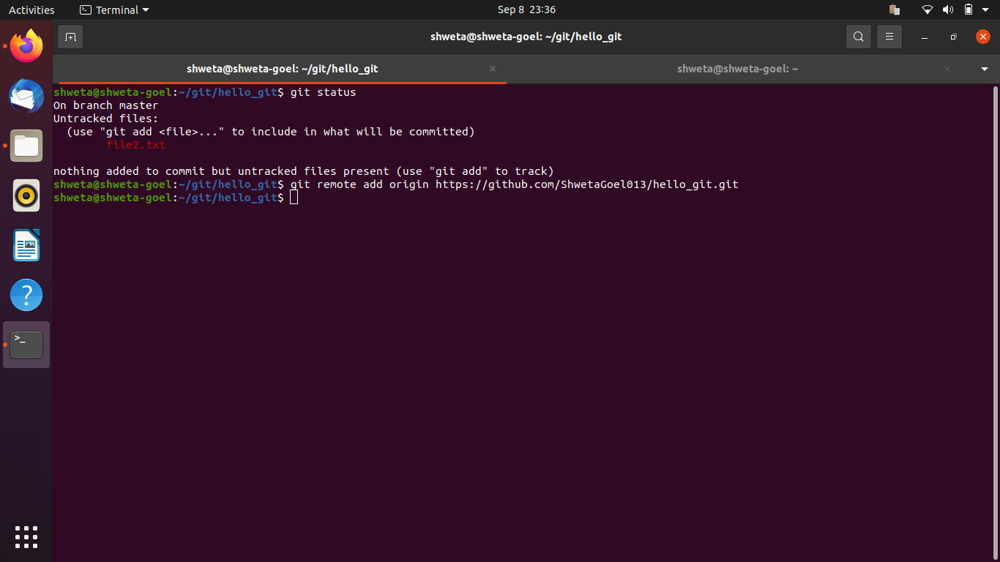 Activities
Terminal
Sep 8 23:36
shweta@shweta-goel: ~/git/hello_git
shweta@shweta-goel: ~/git/hello_git
shweta@shweta-goel: ~
shweta@shweta-goel:~/git/hello_git$ git status
On branch master
Untracked files:
  (use "git add <file>..." to include in what will be committed)
        file2.txt
nothing added to commit but untracked files present (use "git add" to track)
shweta@shweta-goel:~/git/hello_git$ git remote add origin https://github.com/ShwetaGoel013/hello_git.git
shweta@shweta-goel:~/git/hello_git$